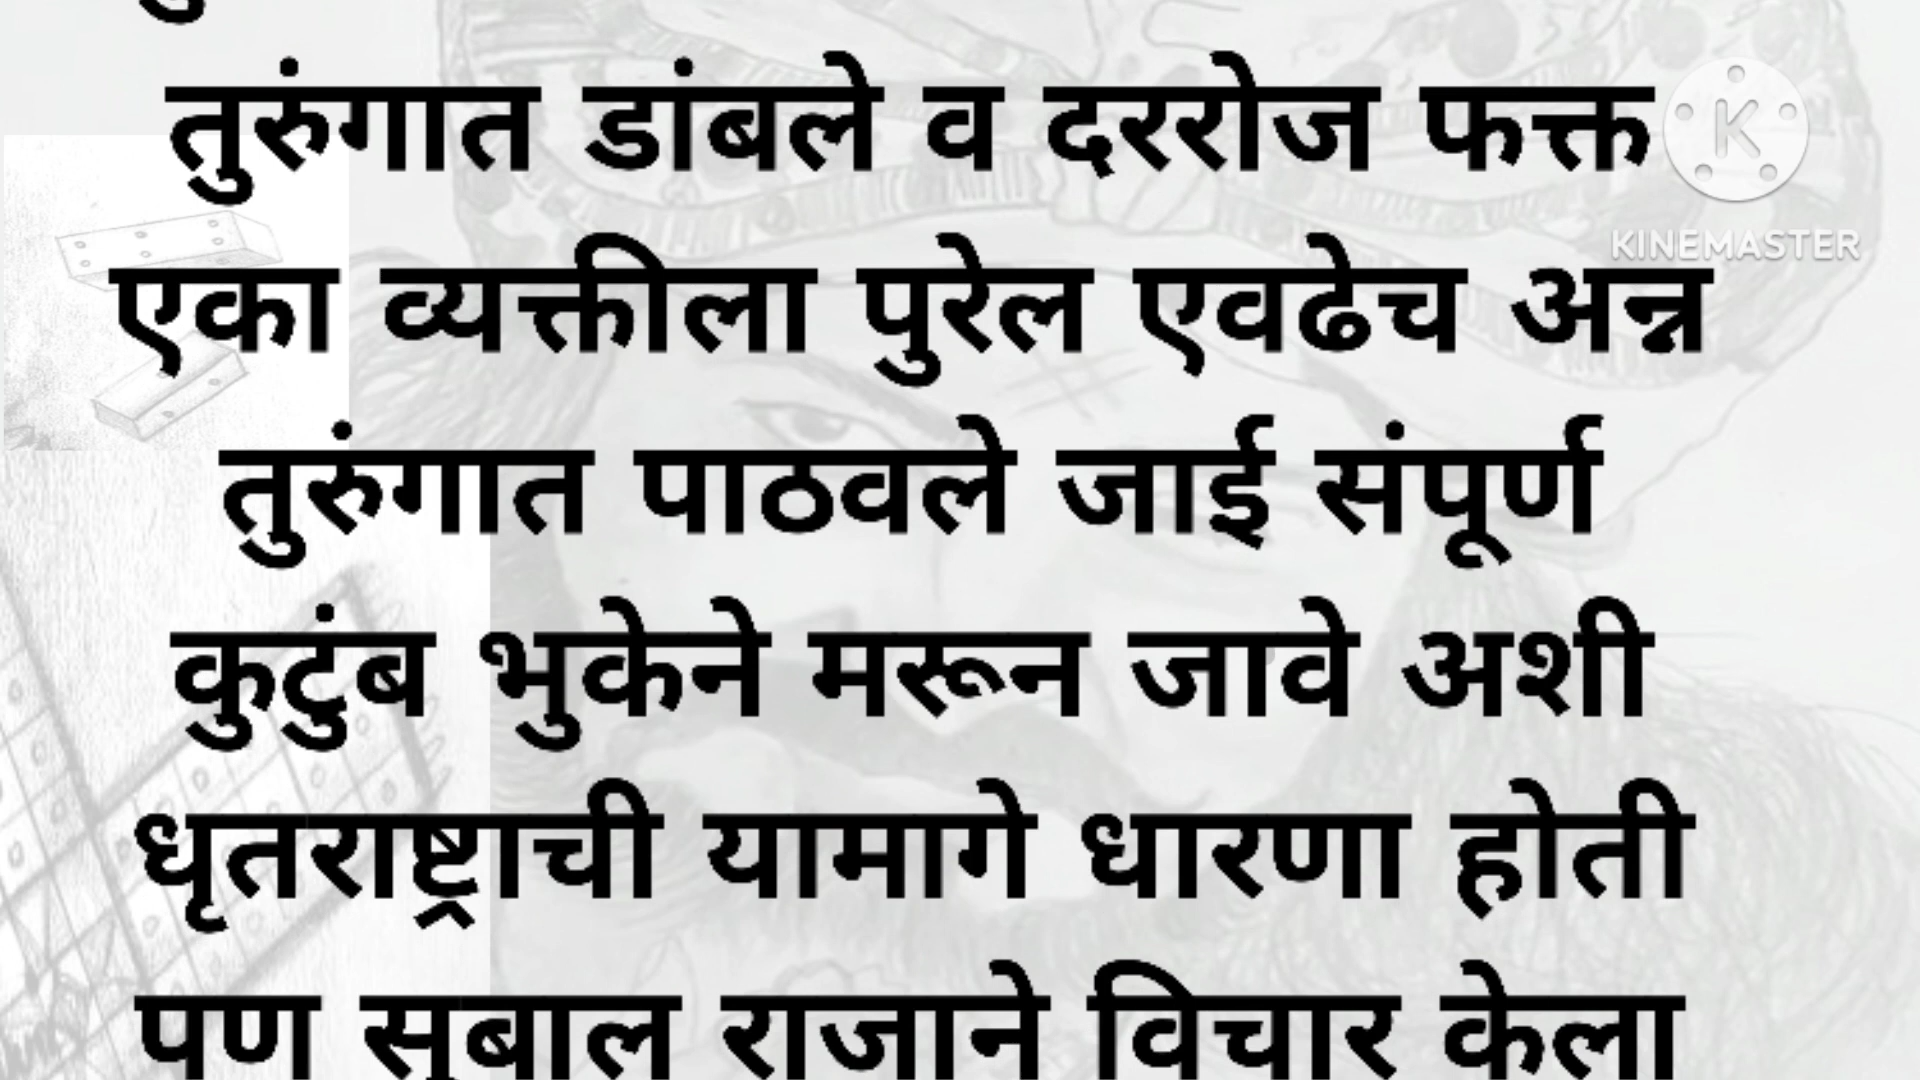 तुरुंगात डांबले व दररोज फक्त
एका व्यक्तीला पुरेल एवढेच अन्न
तुरुंगात पाठवले जाई संपूर्ण
कुटुंब भुकेने मरून जावे अशी
धृतराष्ट्राची यामागे धारणा होती
पण सुबाल राजाने विचार केला
K
KINEMASTER